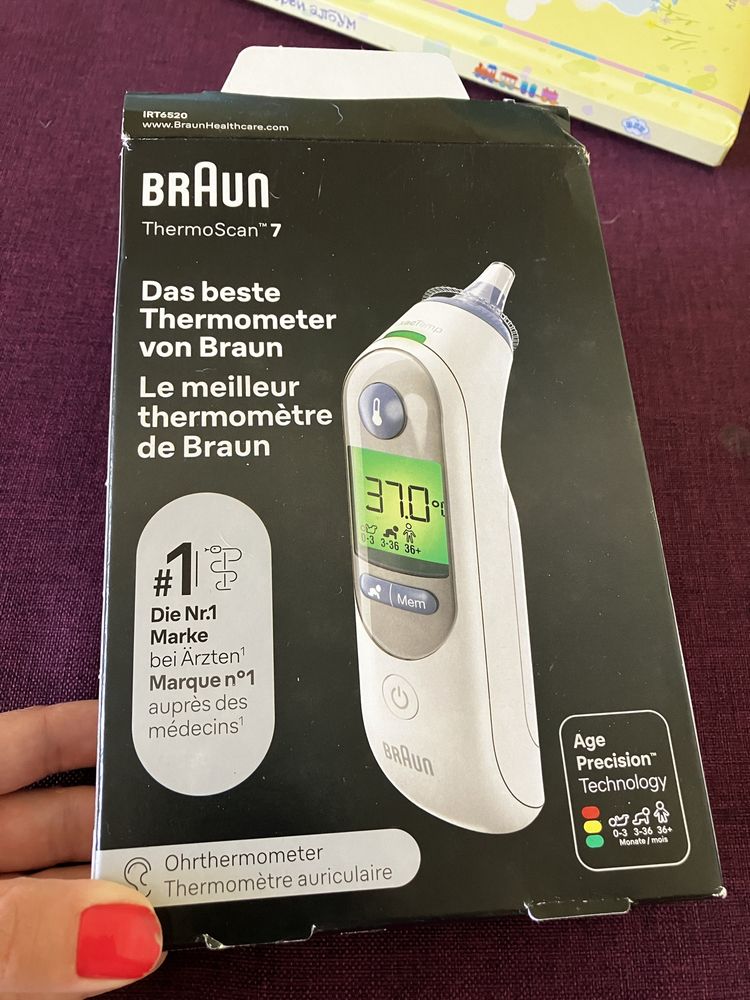 IRT6520
www.BraunHealthcare.com
BRAUN
ThermoScan™ 7
Das beste
Thermometer
von Braun
Le meilleur
thermomètre
de Braun
#1
Die Nr.1
Marke
bei Ärzten¹
Marque n°1
auprès des
médecins¹
37.0°
0-3 3-36 36+
Mem
BRAUN
Age
Precision™
Technology
0-3 3-36 36+
Monate / mois
Ohrthermometer
Thermomètre auriculaire